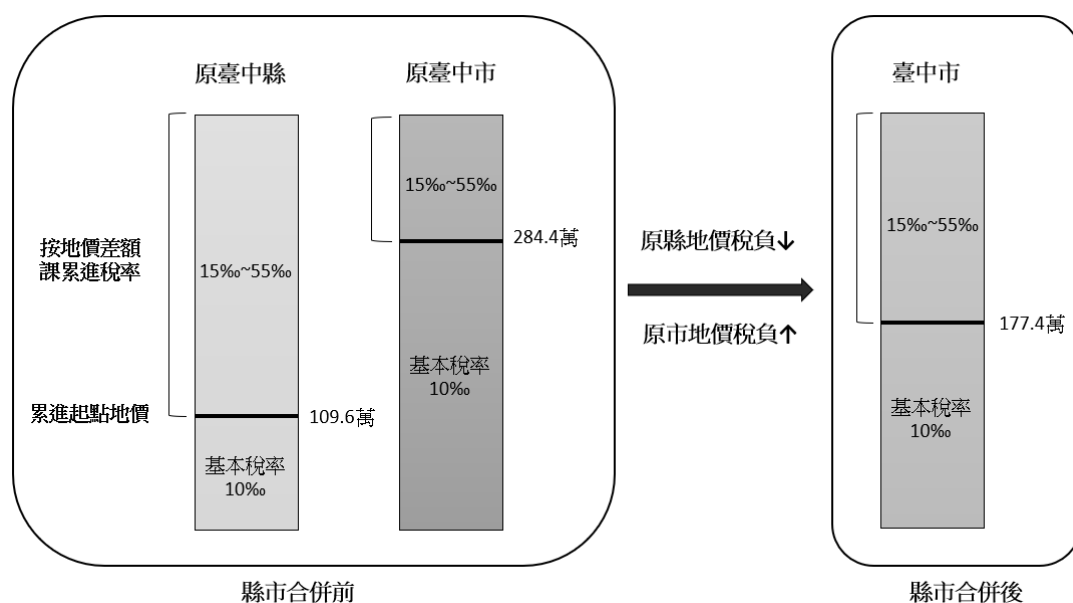 原臺中縣
原臺中市
臺中市
15‰~55‰
284.4萬
按地價差額
課累進稅率
15‰~55‰
原縣地價稅負↓
15‰~55‰
177.4萬
原市地價稅負↑
基本稅率
10‰
累進起點地價
109.6萬
基本稅率
10‰
基本稅率
10‰
縣市合併前
縣市合併後